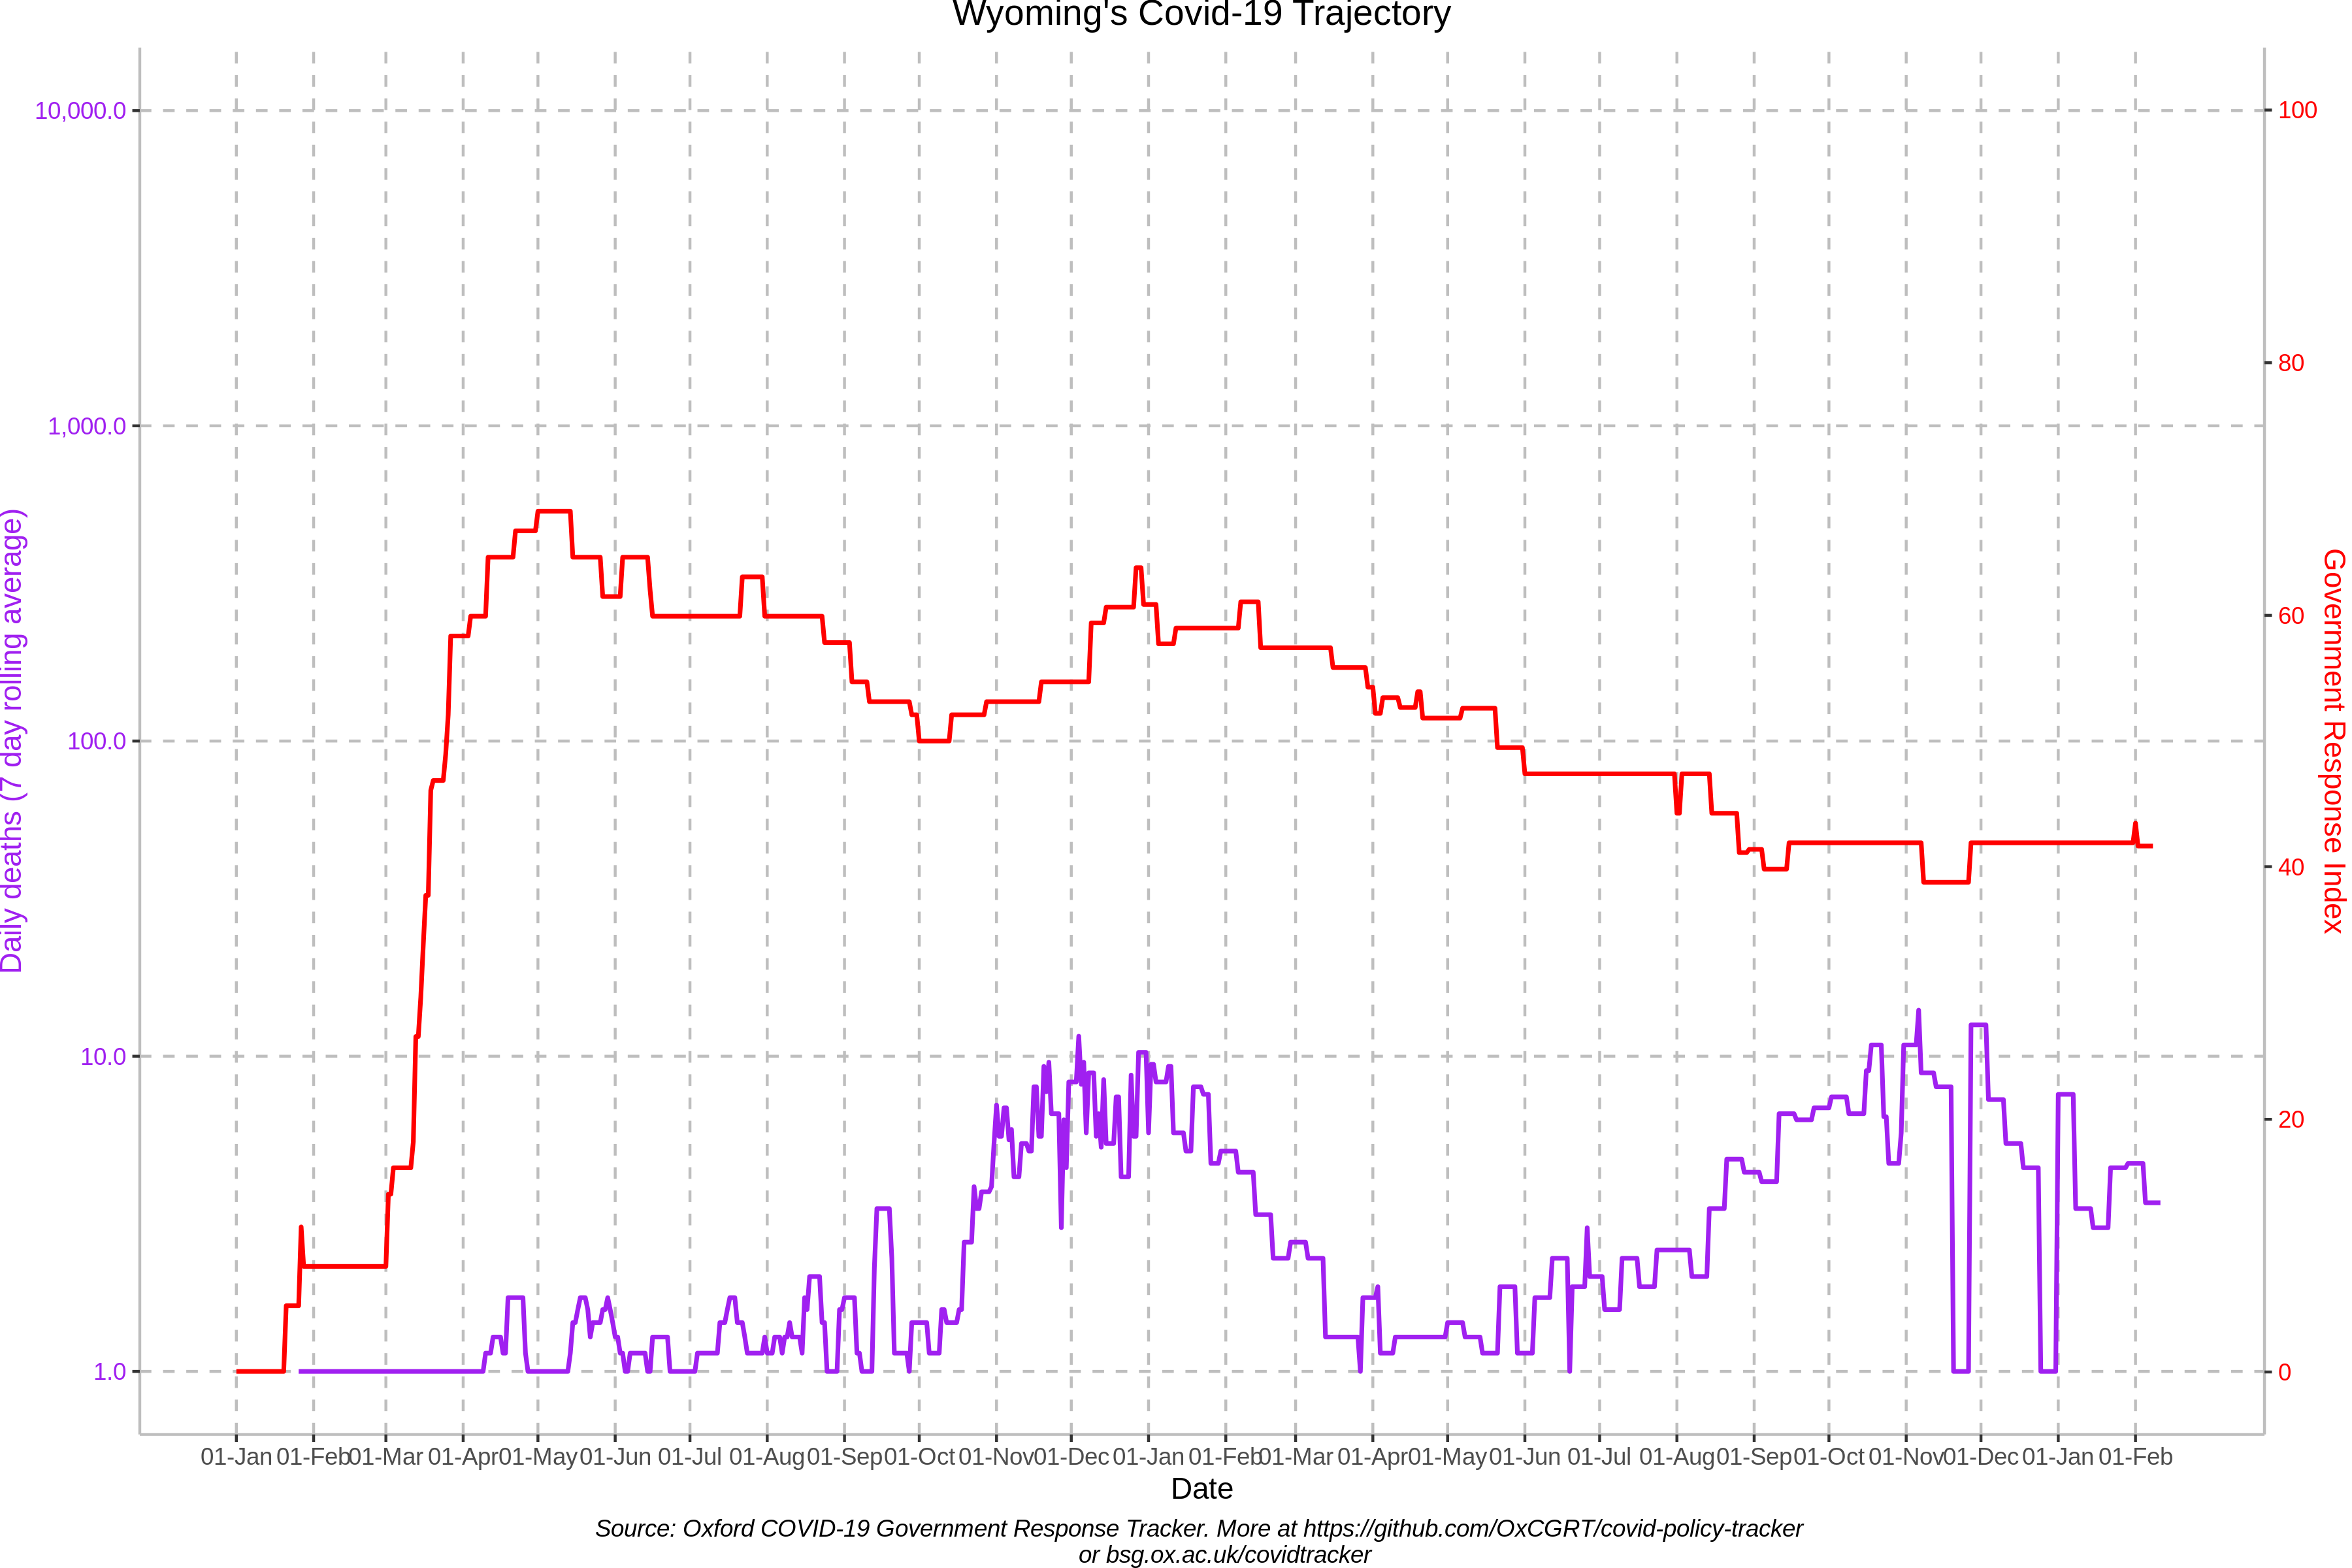 Wyoming's Covid-19 Trajectory
10,000.0
1,000.0
100.0
10.0
1.0
Daily deaths (7 day rolling average)
100
80
60
40
20
0
Government Response Index
01-Jan 01-Feb 01-Mar 01-Apr 01-May 01-Jun 01-Jul 01-Aug 01-Sep 01-Oct 01-Nov 01-Dec 01-Jan 01-Feb 01-Mar 01-Apr 01-May 01-Jun 01-Jul 01-Aug 01-Sep 01-Oct 01-Nov 01-Dec 01-Jan 01-Feb
Date
Source: Oxford COVID-19 Government Response Tracker. More at https://github.com/OxCGRT/covid-policy-tracker
or bsg.ox.ac.uk/covidtracker